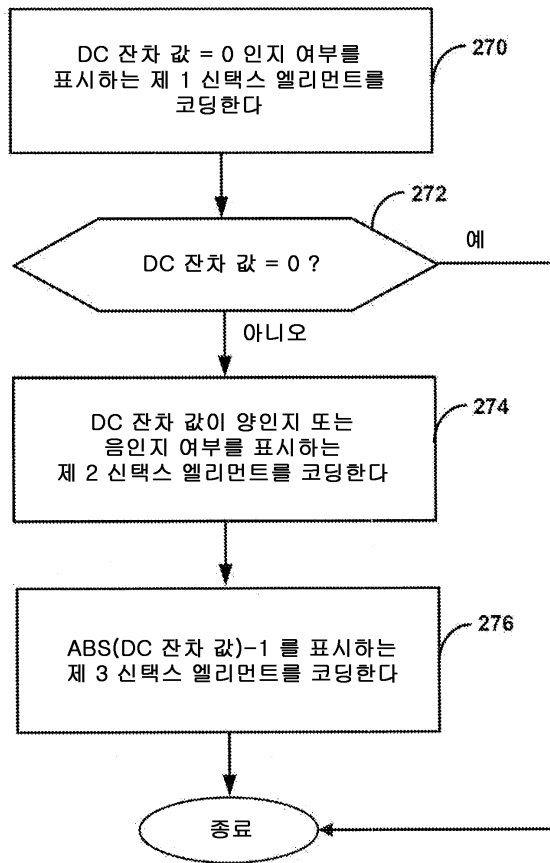 DC 잔차 값 = 0 인지 여부를
표시하는 제 1 신택스 엘리먼트를
코딩한다
270
272
DC 잔차 값 = 0 ?
예
아니오
DC 잔차 값이 양인지 또는
음인지 여부를 표시하는
제 2 신택스 엘리먼트를 코딩한다
274
ABS(DC 잔차 값)-1 를 표시하는
제 3 신택스 엘리먼트를 코딩한다
276
종료